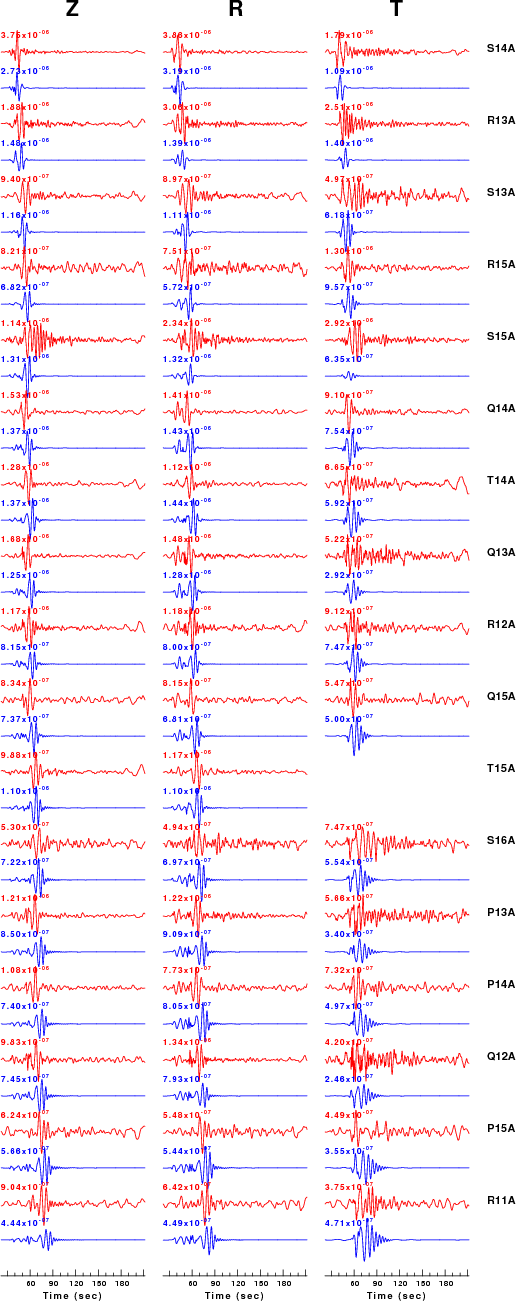 Z R T
3.75x10-06 3.83x10-06 1.79x10-06 S14A
2.73x10-06 3.19x10-06 1.09x10-06
1.88x10-06 3.06x10-06 2.51x10-06 R13A
1.48x10-06 1.39x10-06 1.40x10-06
9.40x10-07 8.97x10-07 4.97x10-07 S13A
1.16x10-06 1.11x10-06 6.18x10-07
8.21x10-07 7.51x10-07 1.30x10-06 R15A
6.82x10-07 5.72x10-07 9.57x10-07
1.14x10-06 2.34x10-06 2.92x10-06 S15A
1.31x10-06 1.32x10-06 6.35x10-07
1.53x10-06 1.41x10-06 9.10x10-07 Q14A
1.37x10-06 1.43x10-06 7.54x10-07
1.28x10-06 1.12x10-06 6.65x10-07 T14A
1.37x10-06 1.44x10-06 5.92x10-07
1.68x10-06 1.48x10-06 5.22x10-07 Q13A
1.25x10-06 1.28x10-06 2.92x10-07
1.17x10-06 1.18x10-06 9.12x10-07 R12A
8.15x10-07 8.00x10-07 7.47x10-07
8.34x10-07 8.15x10-07 5.47x10-07 Q15A
7.37x10-07 6.81x10-07 5.00x10-07
9.88x10-07 1.17x10-06 T15A
1.10x10-06 1.10x10-06
5.30x10-07 4.94x10-07 7.47x10-07 S16A
7.22x10-07 6.97x10-07 5.54x10-07
1.21x10-06 1.22x10-06 5.66x10-07 P13A
8.50x10-07 9.09x10-07 3.40x10-07
1.08x10-06 7.73x10-07 7.32x10-07 P14A
7.40x10-07 8.05x10-07 4.97x10-07
9.83x10-07 1.34x10-06 4.20x10-07 Q12A
7.45x10-07 7.93x10-07 2.46x10-07
6.24x10-07 5.48x10-07 4.49x10-07 P15A
5.66x10-07 5.44x10-07 3.55x10-07
9.04x10-07 6.42x10-07 3.75x10-07 R11A
4.44x10-07 4.49x10-07 4.71x10-07
60 90 120 180 60 90 120 180 60 90 120 180
Time (sec) Time (sec) Time (sec)